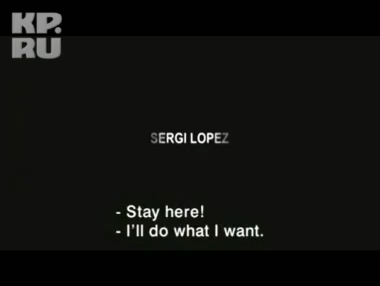 KP.
RU
SERGI LOPEZ
- Stay here!
- I'll do what I want.